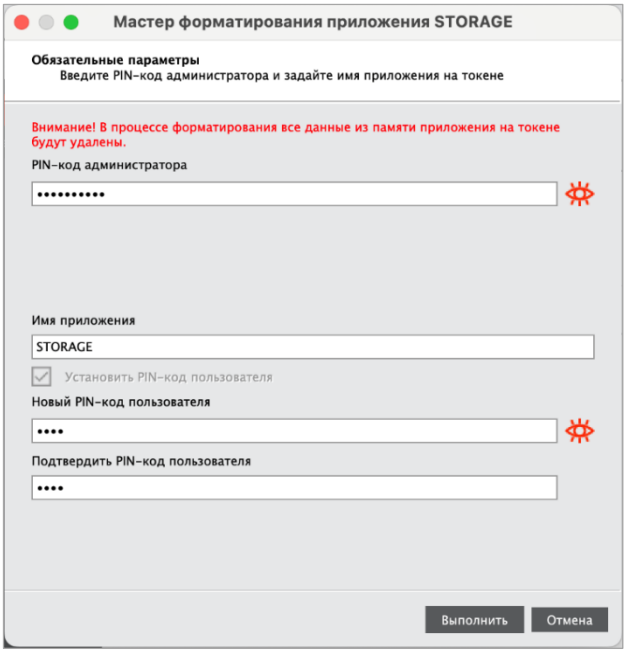 Мастер форматирования приложения STORAGE
Обязательные параметры
Введите PIN-код администратора и задайте имя приложения на токене
Внимание! В процессе форматирования все данные из памяти приложения на токене
будут удалены.
PIN-код администратора
••••••••••
Имя приложения
STORAGE
Установить PIN-код пользователя
Новый PIN-код пользователя
••••
Подтвердить PIN-код пользователя
••••
Выполнить Отмена